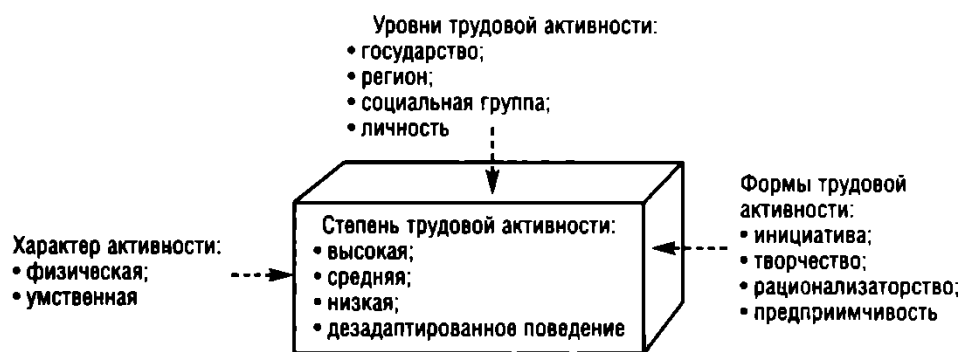 Уровни трудовой активности:
• государство;
• регион;
• социальная группа;
• личность
Характер активности:
• физическая;
• умственная
Степень трудовой активности:
• высокая;
• средняя;
• низкая;
• дезадаптированное поведение
Формы трудовой
активности:
• инициатива;
• творчество;
• рационализаторство;
• предприимчивость